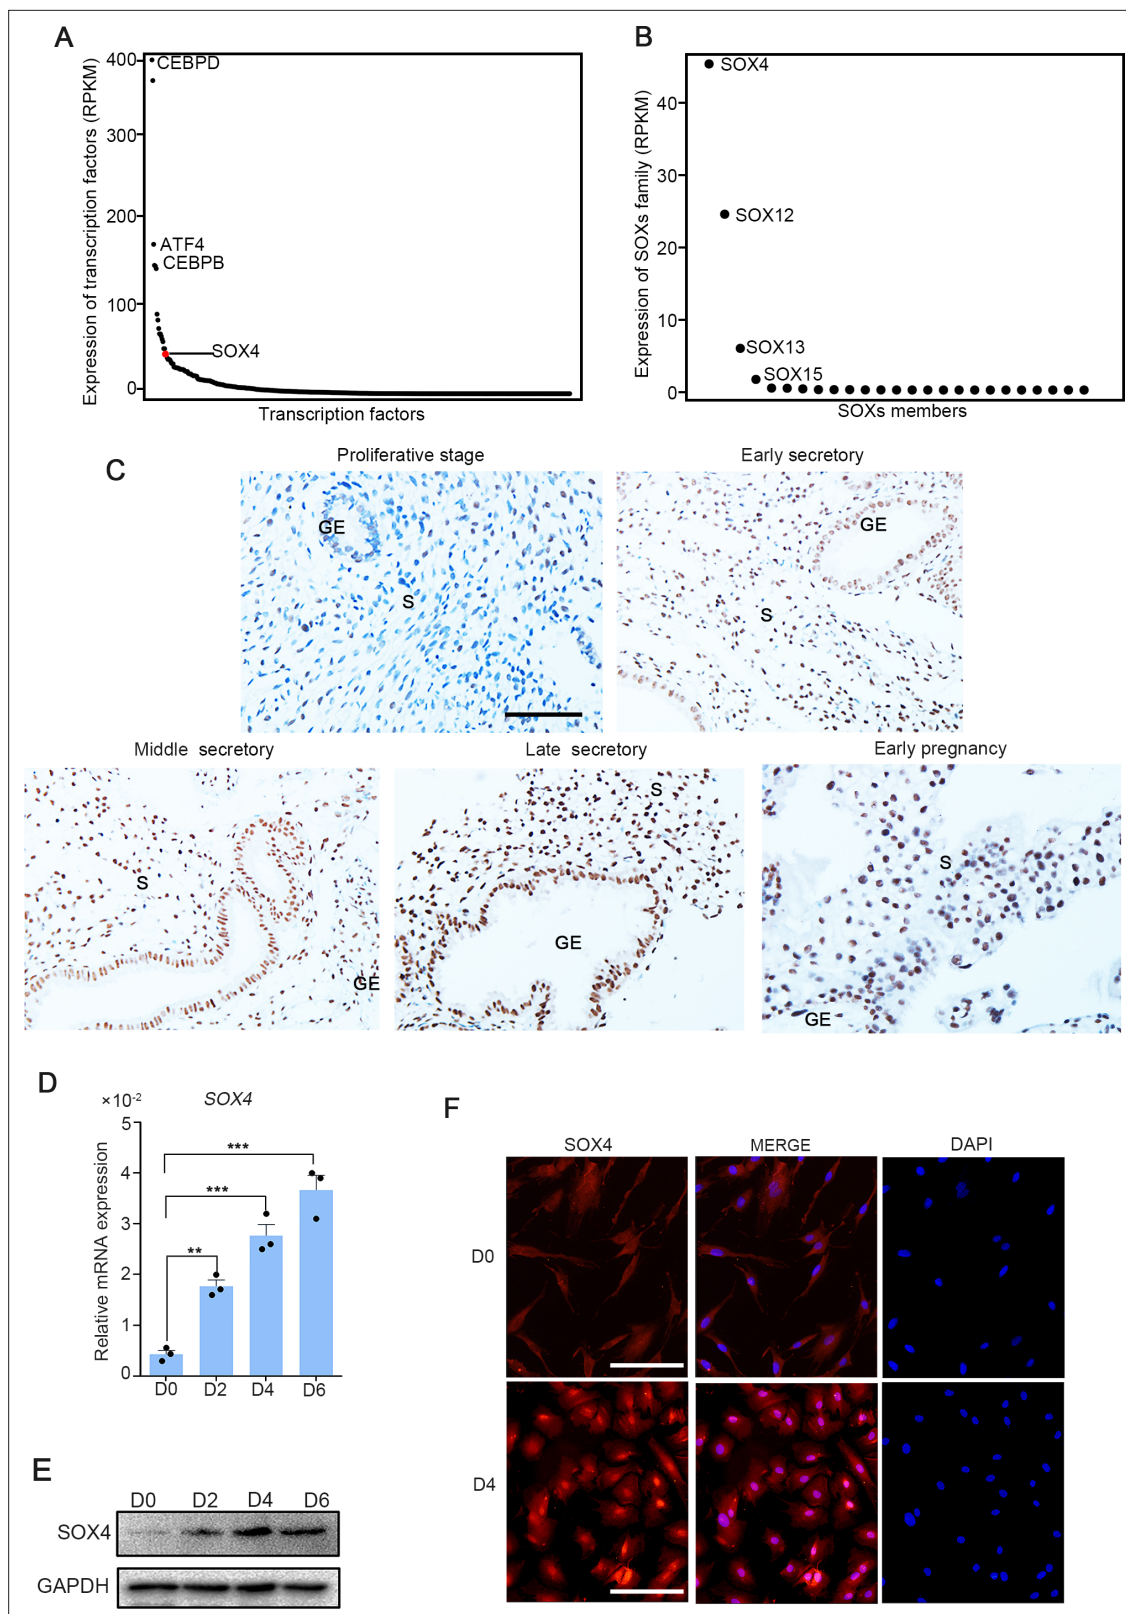 A
B
Expression of transcription factors (RPKM)
400
300
200
100
0
CEBPD
ATF4
CEBPB
SOX4
Transcription factors
Expression of SOXs family (RPKM)
40
30
20
10
0
SOX4
SOX12
SOX13
SOX15
SOXs members
C
Proliferative stage
Early secretory
GE
S
GE
S
Middle secretory
Late secretory
Early pregnancy
S
GE
S
GE
S
GE
D
×10-2
SOX4
Relative mRNA expression
5
4
3
2
1
0
***
***
**
D0 D2 D4 D6
E
D0 D2 D4 D6
SOX4
GAPDH
F
SOX4 MERGE DAPI
D0
D4